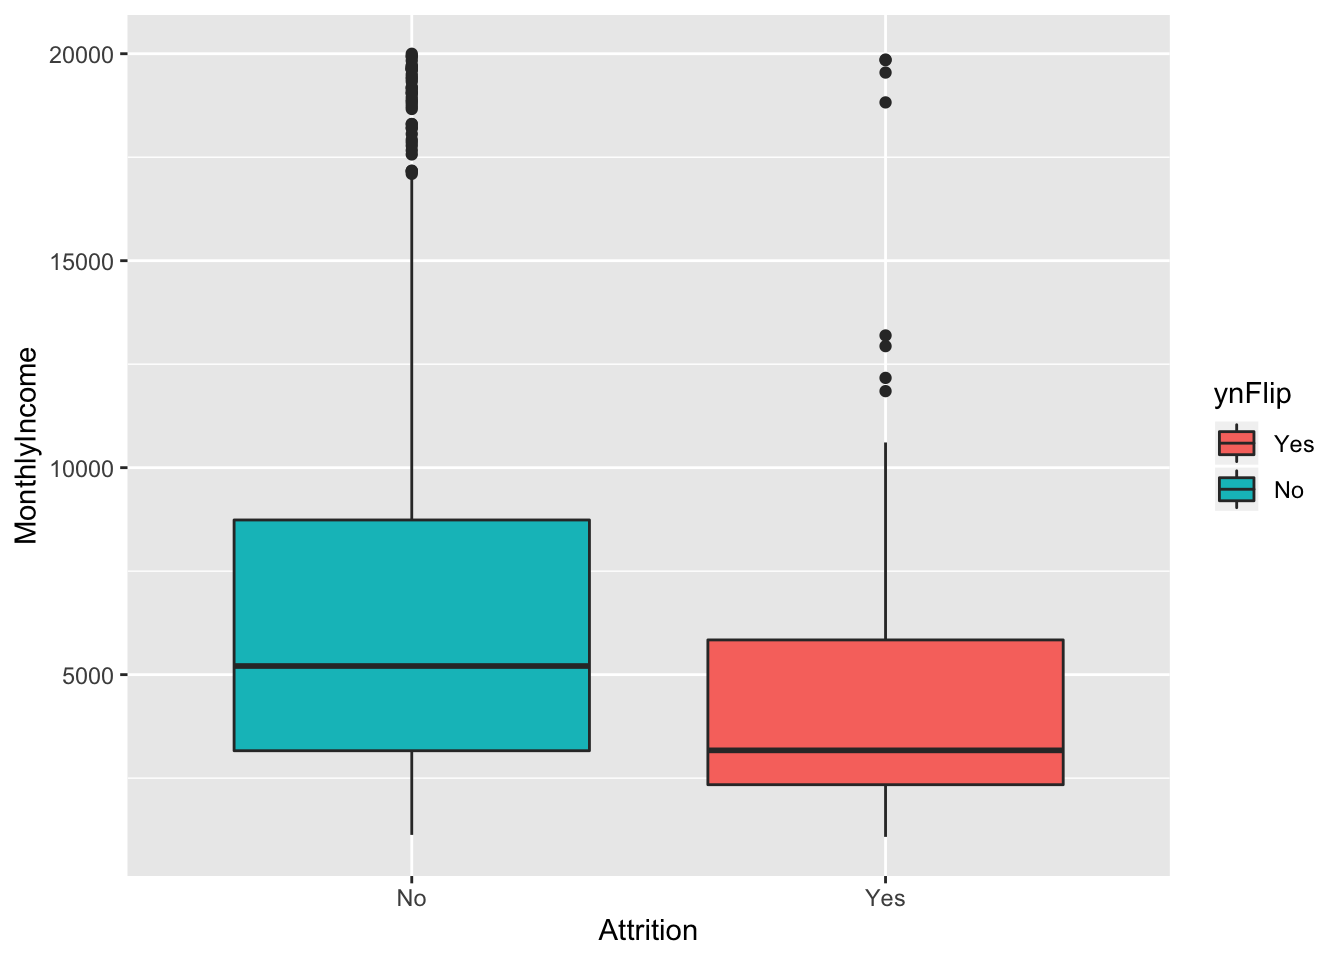 20000
15000
10000
5000
MonthlyIncome
No
Yes
Attrition
ynFlip
Yes
No